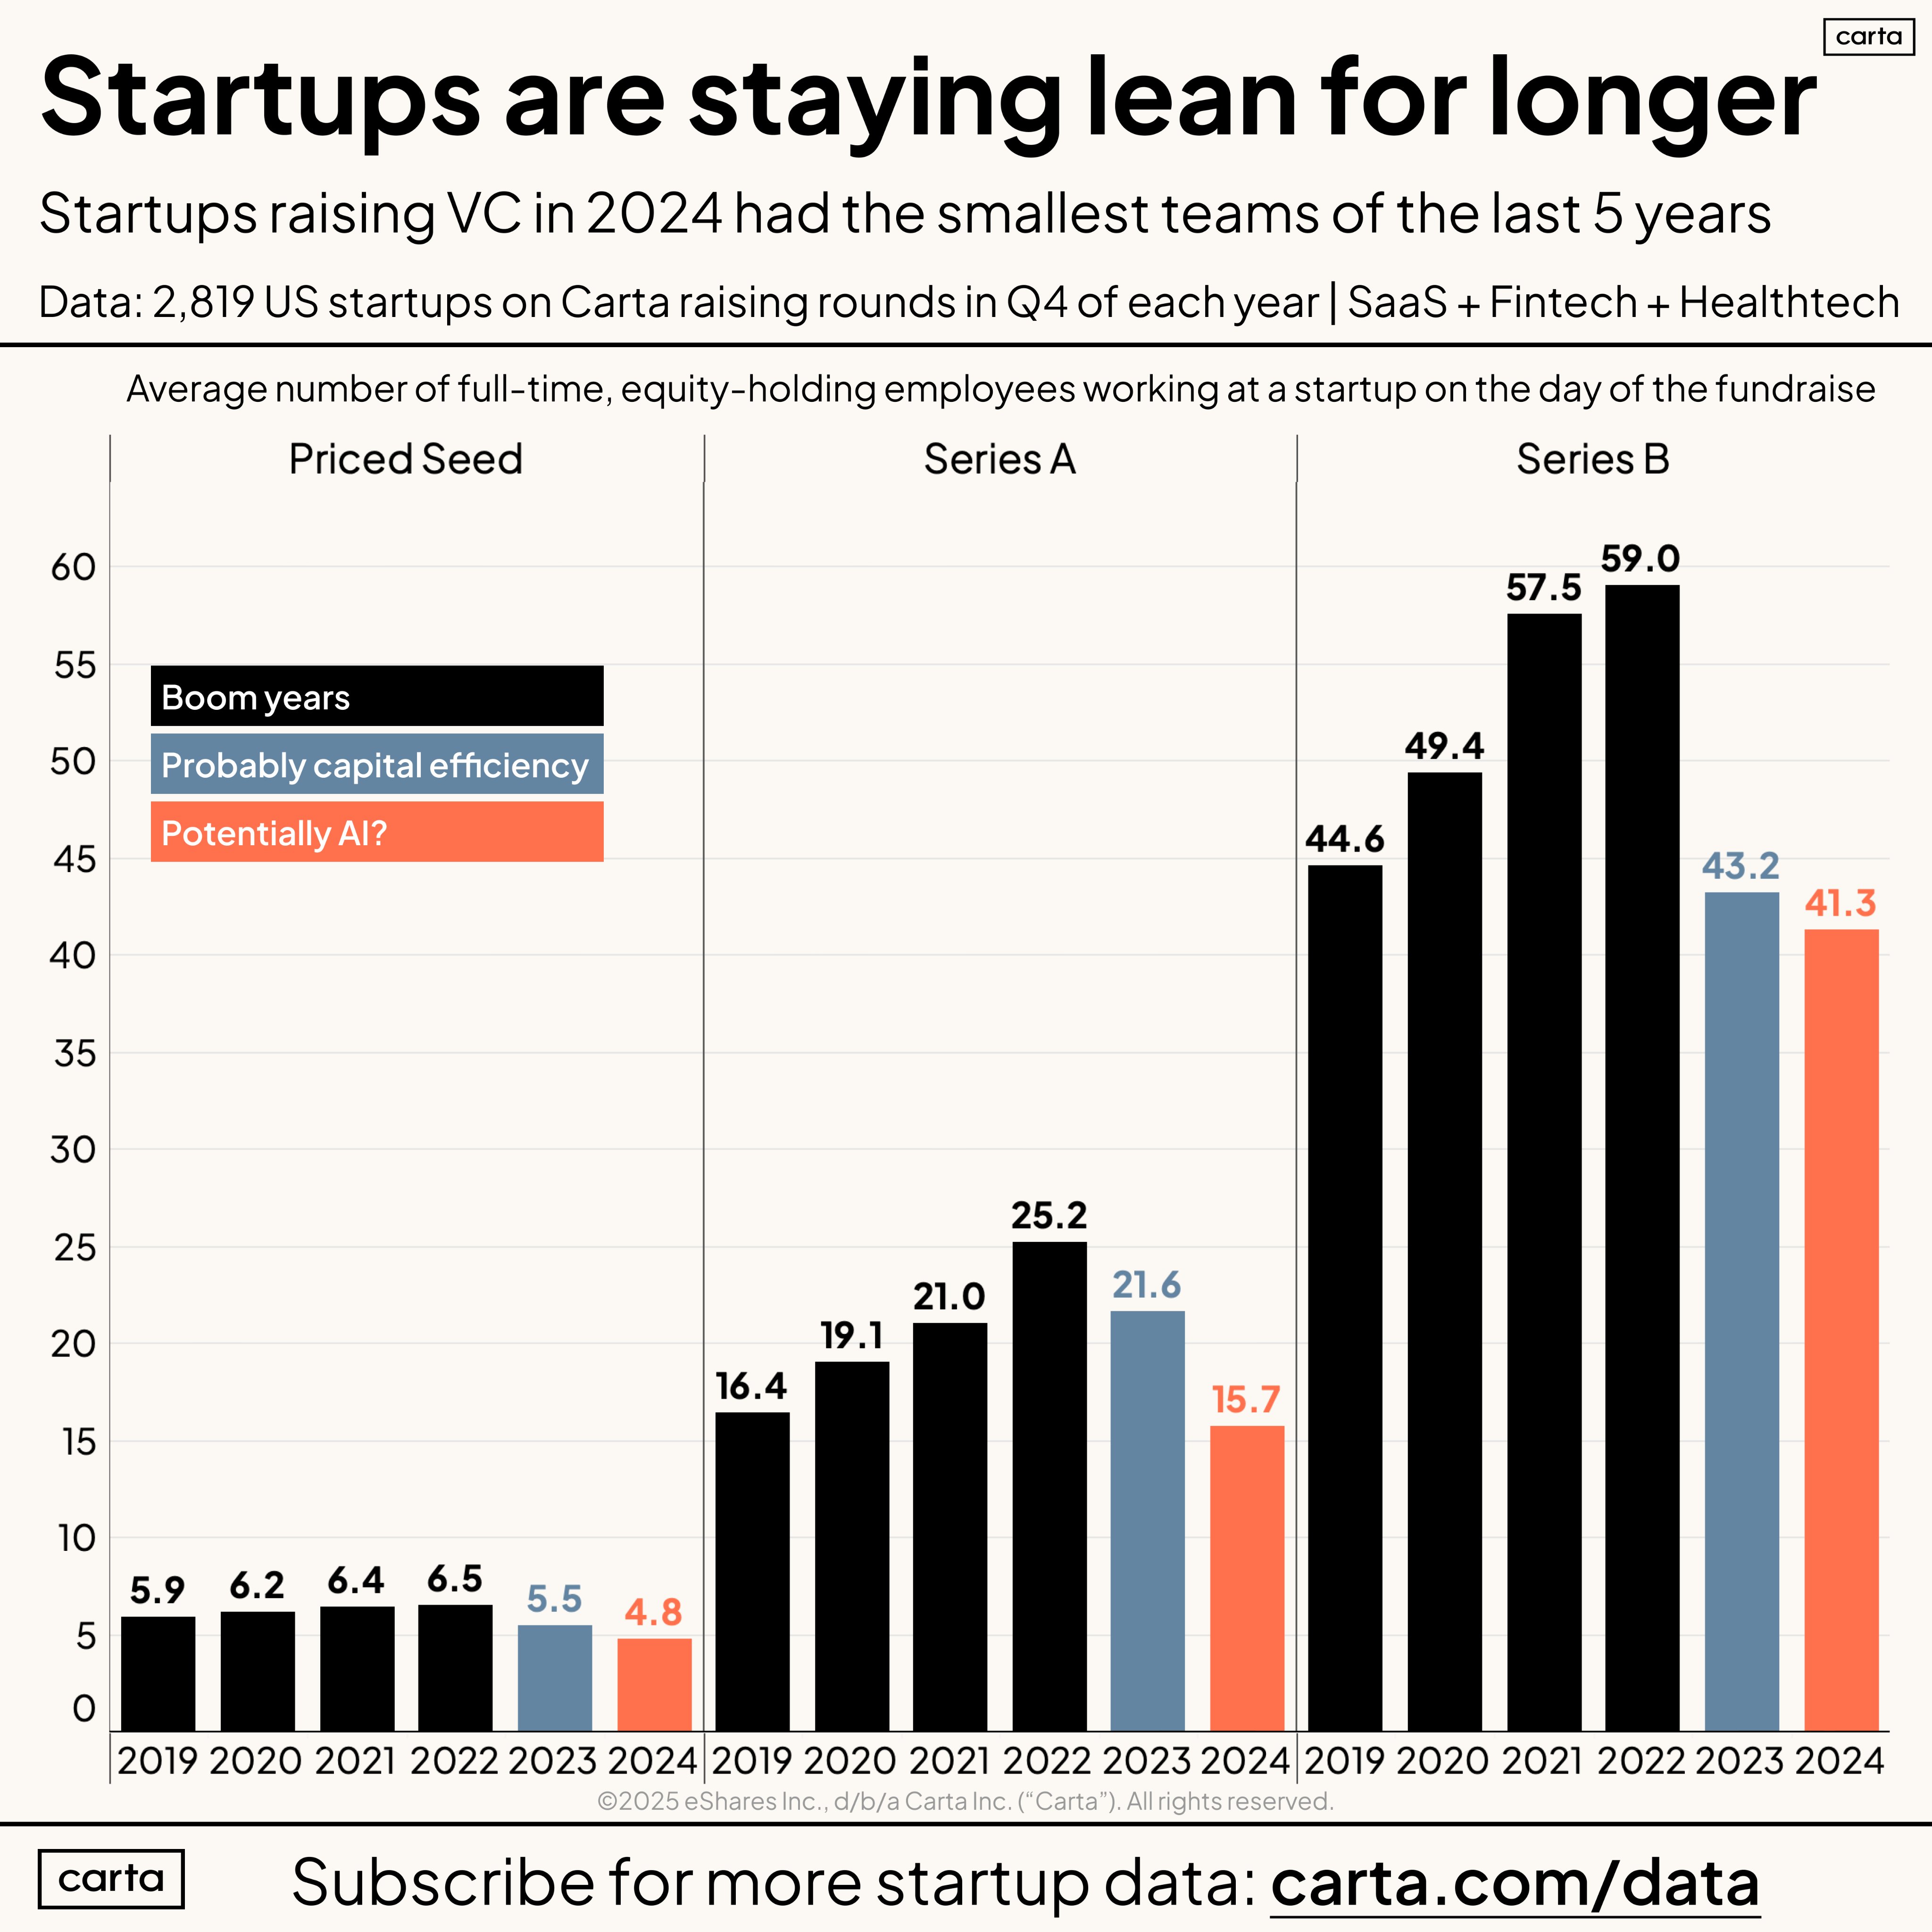 carta
Startups are staying lean for longer
Startups raising VC in 2024 had the smallest teams of the last 5 years
Data: 2,819 US startups on Carta raising rounds in Q4 of each year | SaaS + Fintech + Healthtech
Average number of full-time, equity-holding employees working at a startup on the day of the fundraise
Priced Seed Series A Series B
60
55
50
45
40
35
30
25
20
15
10
5
0
Boom years
Probably capital efficiency
Potentially AI?
5.9 6.2 6.4 6.5 5.5 4.8
16.4 19.1 21.0 25.2 21.6 15.7
44.6 49.4 57.5 59.0 43.2 41.3
2019 2020 2021 2022 2023 2024 2019 2020 2021 2022 2023 2024 2019 2020 2021 2022 2023 2024
©2025 eShares Inc., d/b/a Carta Inc. (“Carta”). All rights reserved.
carta Subscribe for more startup data: carta.com/data